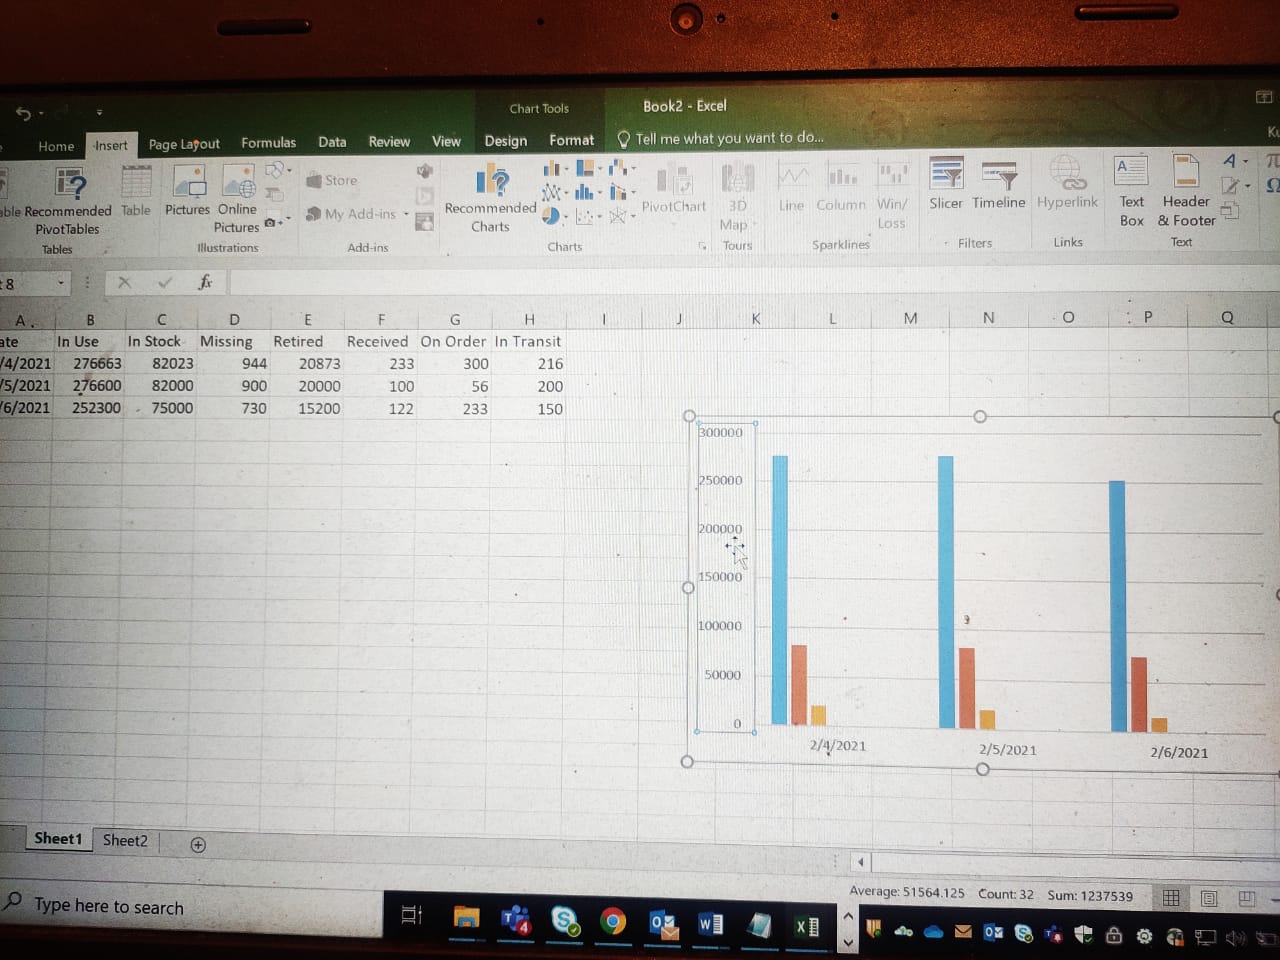 Chart Tools
Book2 - Excel
Home Insert Page Layout Formulas Data Review View Design Format Tell me what you want to do...
Recommended PivotTables
Table
Tables
Pictures
Online Pictures
Illustrations
Store
My Add-ins
Add-ins
Recommended Charts
Charts
PivotChart
3D Map
Tours
Line
Column
Win/ Loss
Sparklines
Slicer
Timeline
Filters
Hyperlink
Links
Text Box
Header & Footer
Text
8
fx
A B C D E F G H I J K L M N O P Q
ate In Use In Stock Missing Retired Received On Order In Transit
/4/2021 276663 82023 944 20873 233 300 216
/5/2021 276600 82000 900 20000 100 56 200
/6/2021 252300 75000 730 15200 122 233 150
300000
250000
200000
150000
100000
50000
0
2/4/2021 2/5/2021 2/6/2021
Sheet1 Sheet2
Average: 51564.125 Count: 32 Sum: 1237539
Type here to search
4